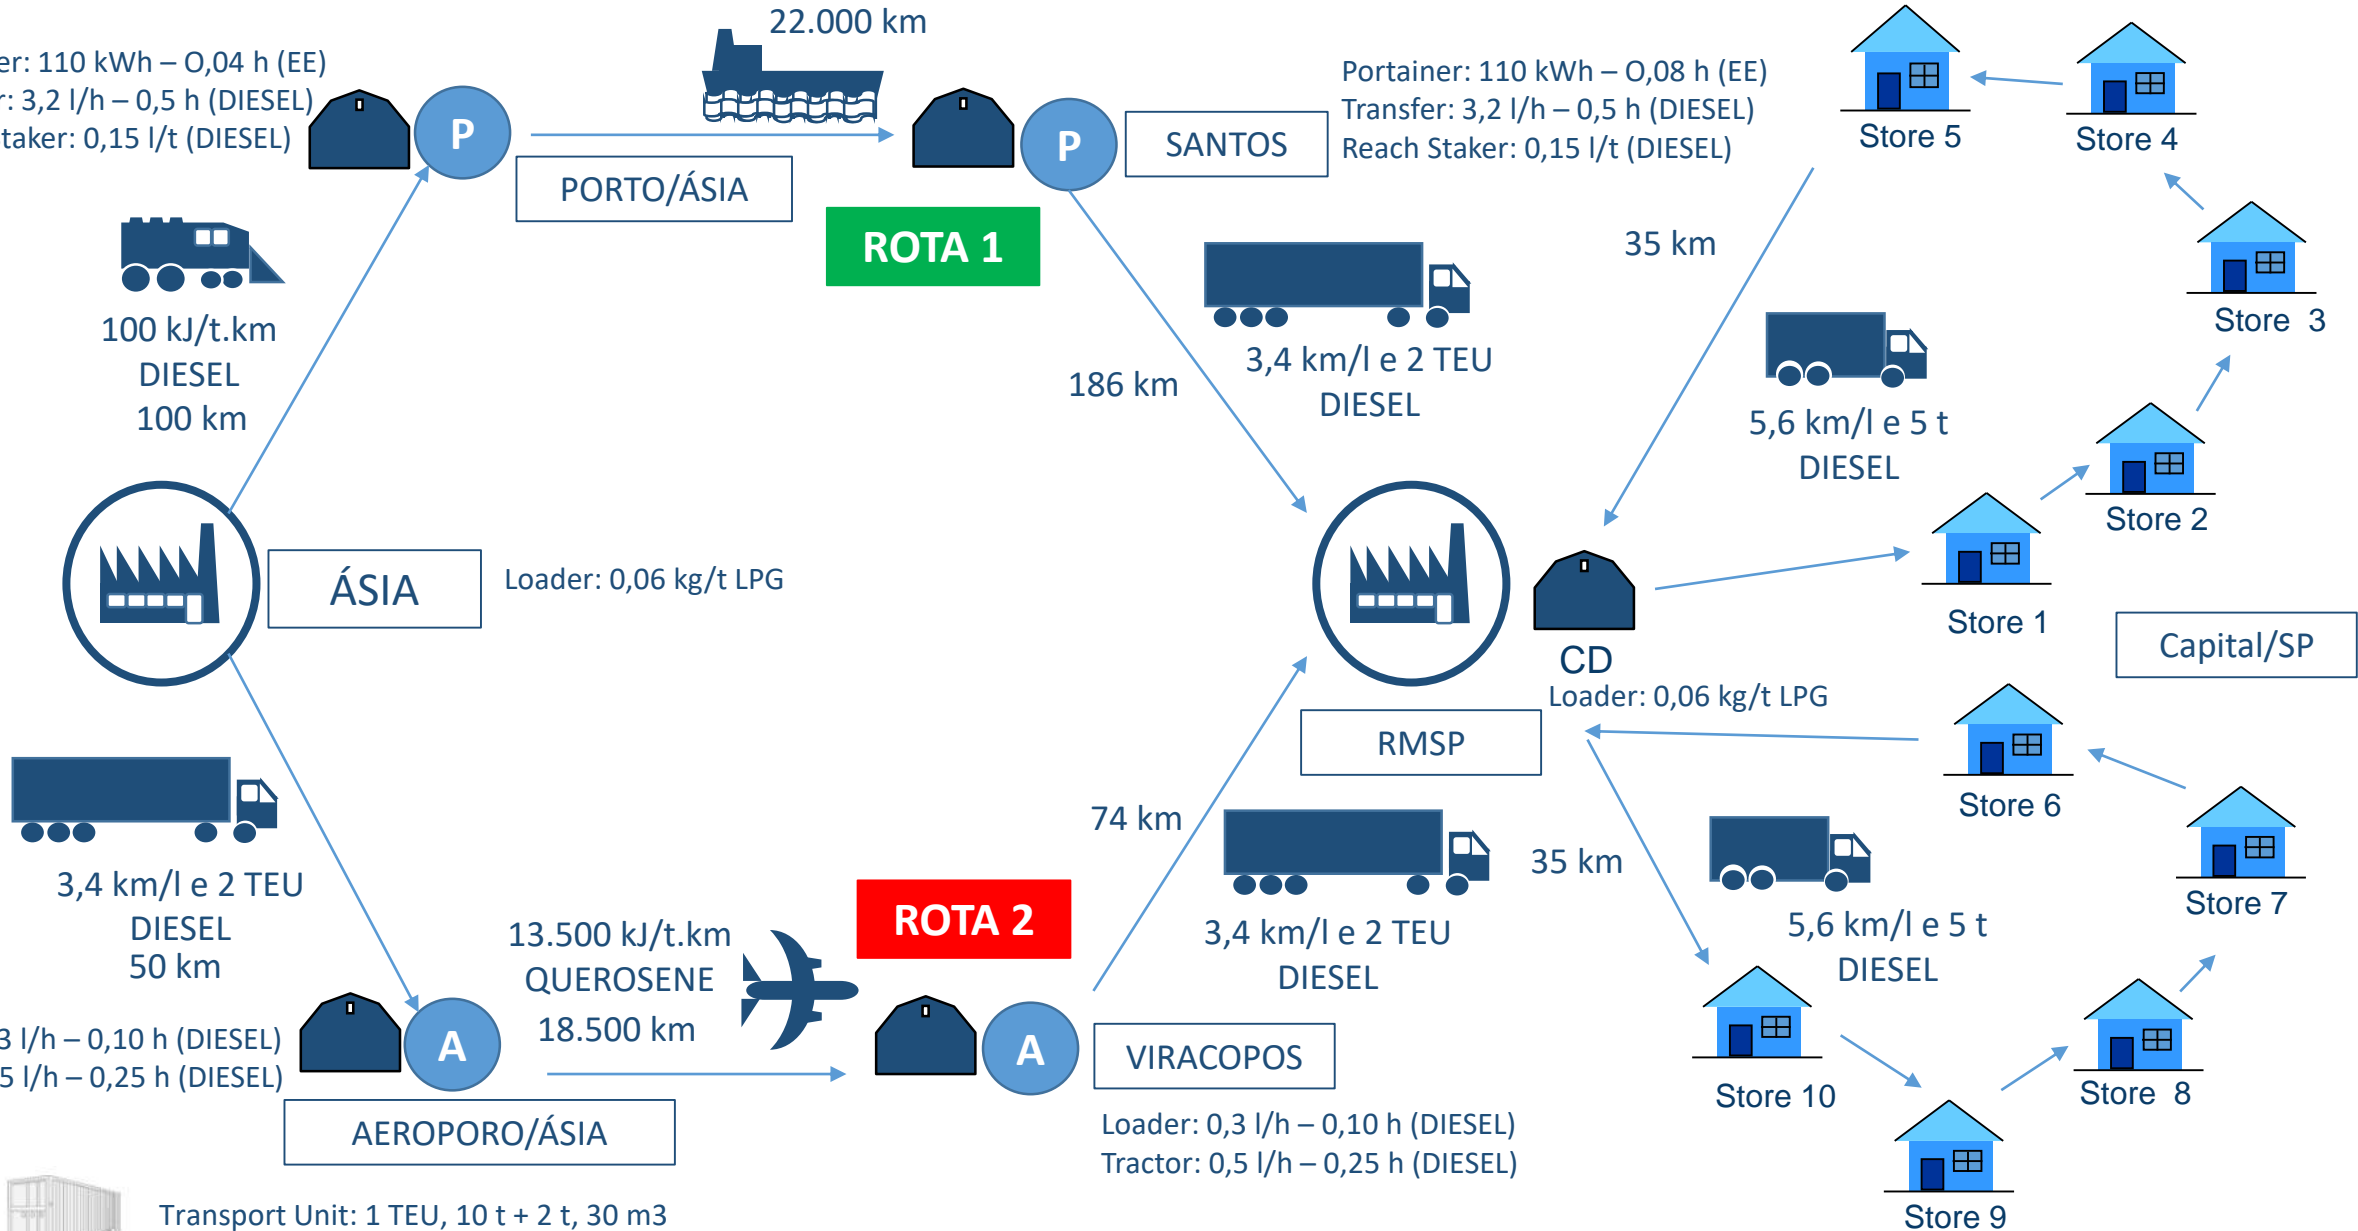 22.000 km
er: 110 kWh – O,04 h (EE)
r: 3,2 l/h – 0,5 h (DIESEL)
taker: 0,15 l/t (DIESEL)
P
PORTO/ÁSIA
P
SANTOS
Portainer: 110 kWh – O,08 h (EE)
Transfer: 3,2 l/h – 0,5 h (DIESEL)
Reach Staker: 0,15 l/t (DIESEL)
Store 5
Store 4
ROTA 1
35 km
Store 3
100 kJ/t.km
DIESEL
100 km
186 km
3,4 km/l e 2 TEU
DIESEL
5,6 km/l e 5 t
DIESEL
Store 2
ÁSIA
Loader: 0,06 kg/t LPG
Store 1
Capital/SP
CD
Loader: 0,06 kg/t LPG
RMSP
Store 6
74 km
35 km
3,4 km/l e 2 TEU
DIESEL
50 km
13.500 kJ/t.km
QUEROSENE
18.500 km
ROTA 2
3,4 km/l e 2 TEU
DIESEL
5,6 km/l e 5 t
DIESEL
Store 7
3 l/h – 0,10 h (DIESEL)
5 l/h – 0,25 h (DIESEL)
A
AEROPORO/ÁSIA
A
VIRACOPOS
Loader: 0,3 l/h – 0,10 h (DIESEL)
Tractor: 0,5 l/h – 0,25 h (DIESEL)
Store 10
Store 8
Store 9
Transport Unit: 1 TEU, 10 t + 2 t, 30 m3